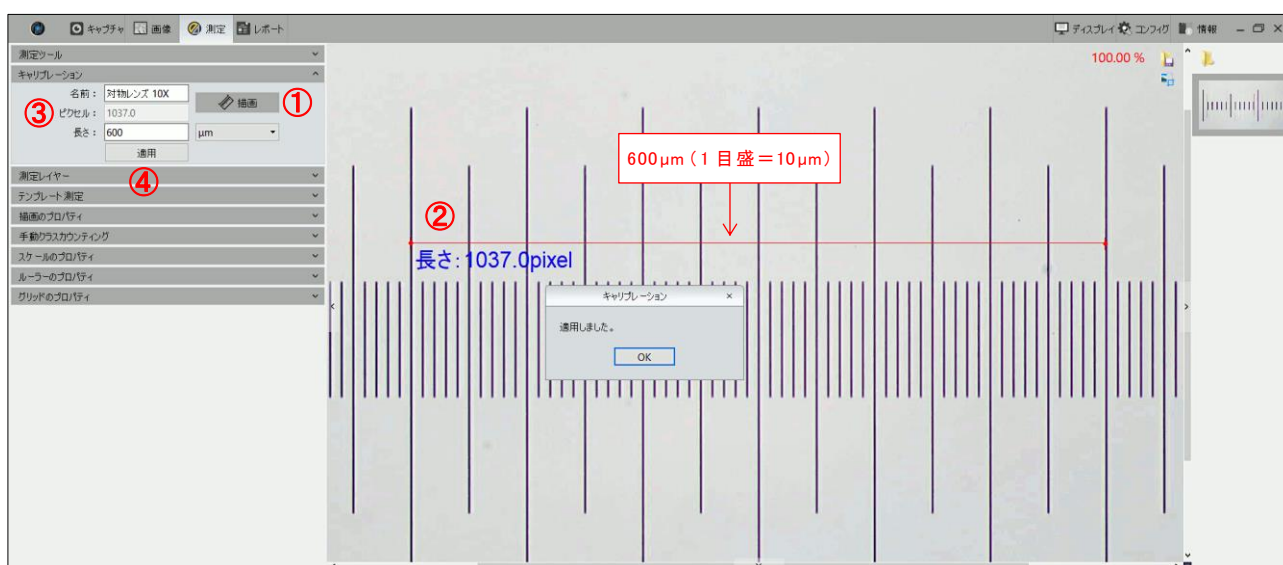 キャプチャ 画像 測定 レポート ディスプレイ コンフィグ 情報
測定ツール
キャリブレーション
名前： 対物レンズ 10X
描画 ①
③ ピクセル： 1037.0
長さ： 600 μm
適用
④
測定レイヤー
テンプレート測定
描画のプロパティ
手動クラスカウンティング
スケールのプロパティ
ルーラーのプロパティ
グリッドのプロパティ
100.00 %
600μm（1 目盛＝10μm）
②
長さ: 1037.0pixel
キャリブレーション
適用しました。
OK